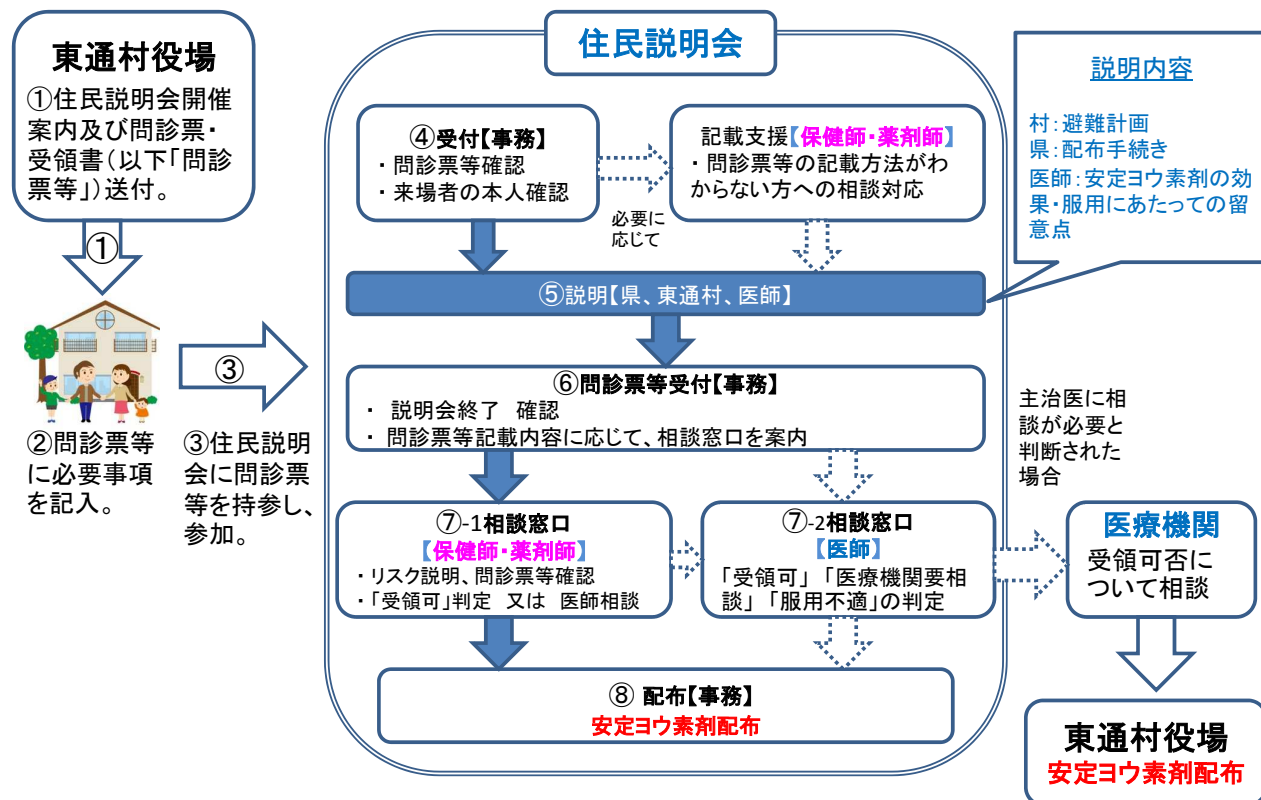 東通村役場
①住民説明会開催
案内及び問診票・
受領書(以下「問診
票等」)送付。
①
②問診票等
に必要事項
を記入。
③
③住民説明
会に問診票
等を持参し、
参加。
住民説明会
④受付【事務】
・問診票等確認
・来場者の本人確認
必要に
応じて
記載支援【保健師・薬剤師】
・問診票等の記載方法がわ
からない方への相談対応
⑤説明【県、東通村、医師】
説明内容
村:避難計画
県:配布手続き
医師:安定ヨウ素剤の効
果・服用にあたっての留
意点
⑥問診票等受付【事務】
・ 説明会終了 確認
・ 問診票等記載内容に応じて、相談窓口を案内
⑦-1相談窓口
【保健師・薬剤師】
・リスク説明、問診票等確認
・「受領可」判定 又は 医師相談
⑦-2相談窓口
【医師】
「受領可」「医療機関要相
談」「服用不適」の判定
⑧ 配布【事務】
安定ヨウ素剤配布
主治医に相
談が必要と
判断された
場合
医療機関
受領可否に
ついて相談
東通村役場
安定ヨウ素剤配布